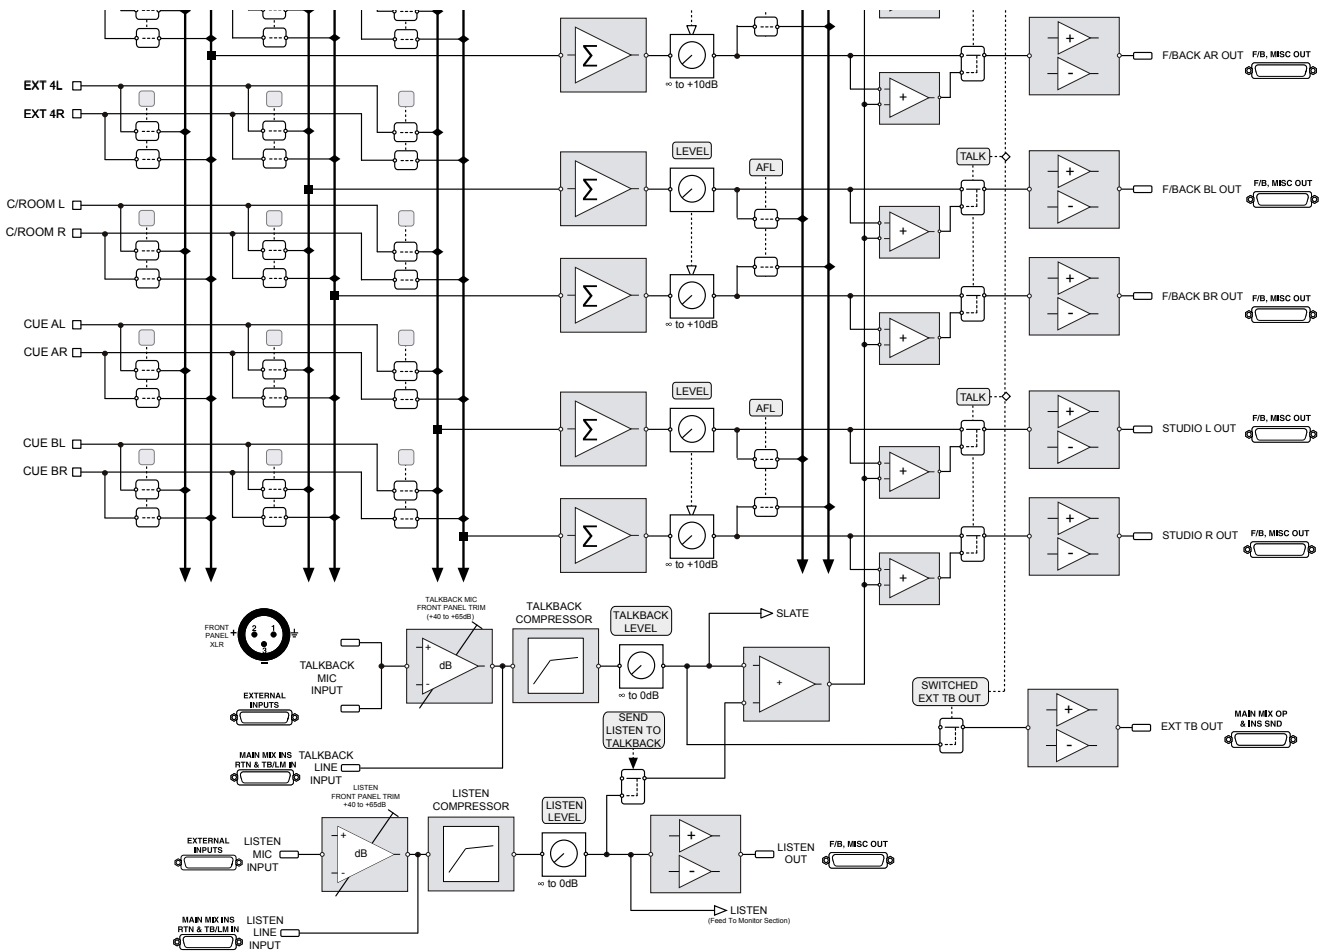 F/BACK AR OUT
F/B, MISC OUT
Σ
+
-
∞ to +10dB
+
EXT 4L
EXT 4R
LEVEL
AFL
TALK
Σ
+
-
+
F/BACK BL OUT
F/B, MISC OUT
C/ROOM L
C/ROOM R
Σ
∞ to +10dB
+
-
+
F/BACK BR OUT
F/B, MISC OUT
CUE AL
CUE AR
LEVEL
AFL
TALK
Σ
+
-
+
STUDIO L OUT
F/B, MISC OUT
CUE BL
CUE BR
Σ
∞ to +10dB
+
-
+
STUDIO R OUT
F/B, MISC OUT
FRONT
PANEL
XLR
+
2
1
3
-
TALKBACK
MIC
INPUT
EXTERNAL
INPUTS
TALKBACK MIC
FRONT PANEL TRIM
(+40 to +65dB)
+
dB
-
TALKBACK
COMPRESSOR
TALKBACK
LEVEL
∞ to 0dB
SLATE
+
SWITCHED
EXT TB OUT
+
-
EXT TB OUT
MAIN MIX OP
& INS SND
SEND
LISTEN TO
TALKBACK
MAIN MIX INS
RTN & TB/LM IN
TALKBACK
LINE
INPUT
LISTEN
FRONT PANEL TRIM
+40 to +65dB
+
dB
-
LISTEN
COMPRESSOR
LISTEN
LEVEL
∞ to 0dB
+
-
LISTEN
OUT
F/B, MISC OUT
EXTERNAL
INPUTS
LISTEN
MIC
INPUT
LISTEN
(Feed To Monitor Section)
MAIN MIX INS
RTN & TB/LM IN
LISTEN
LINE
INPUT